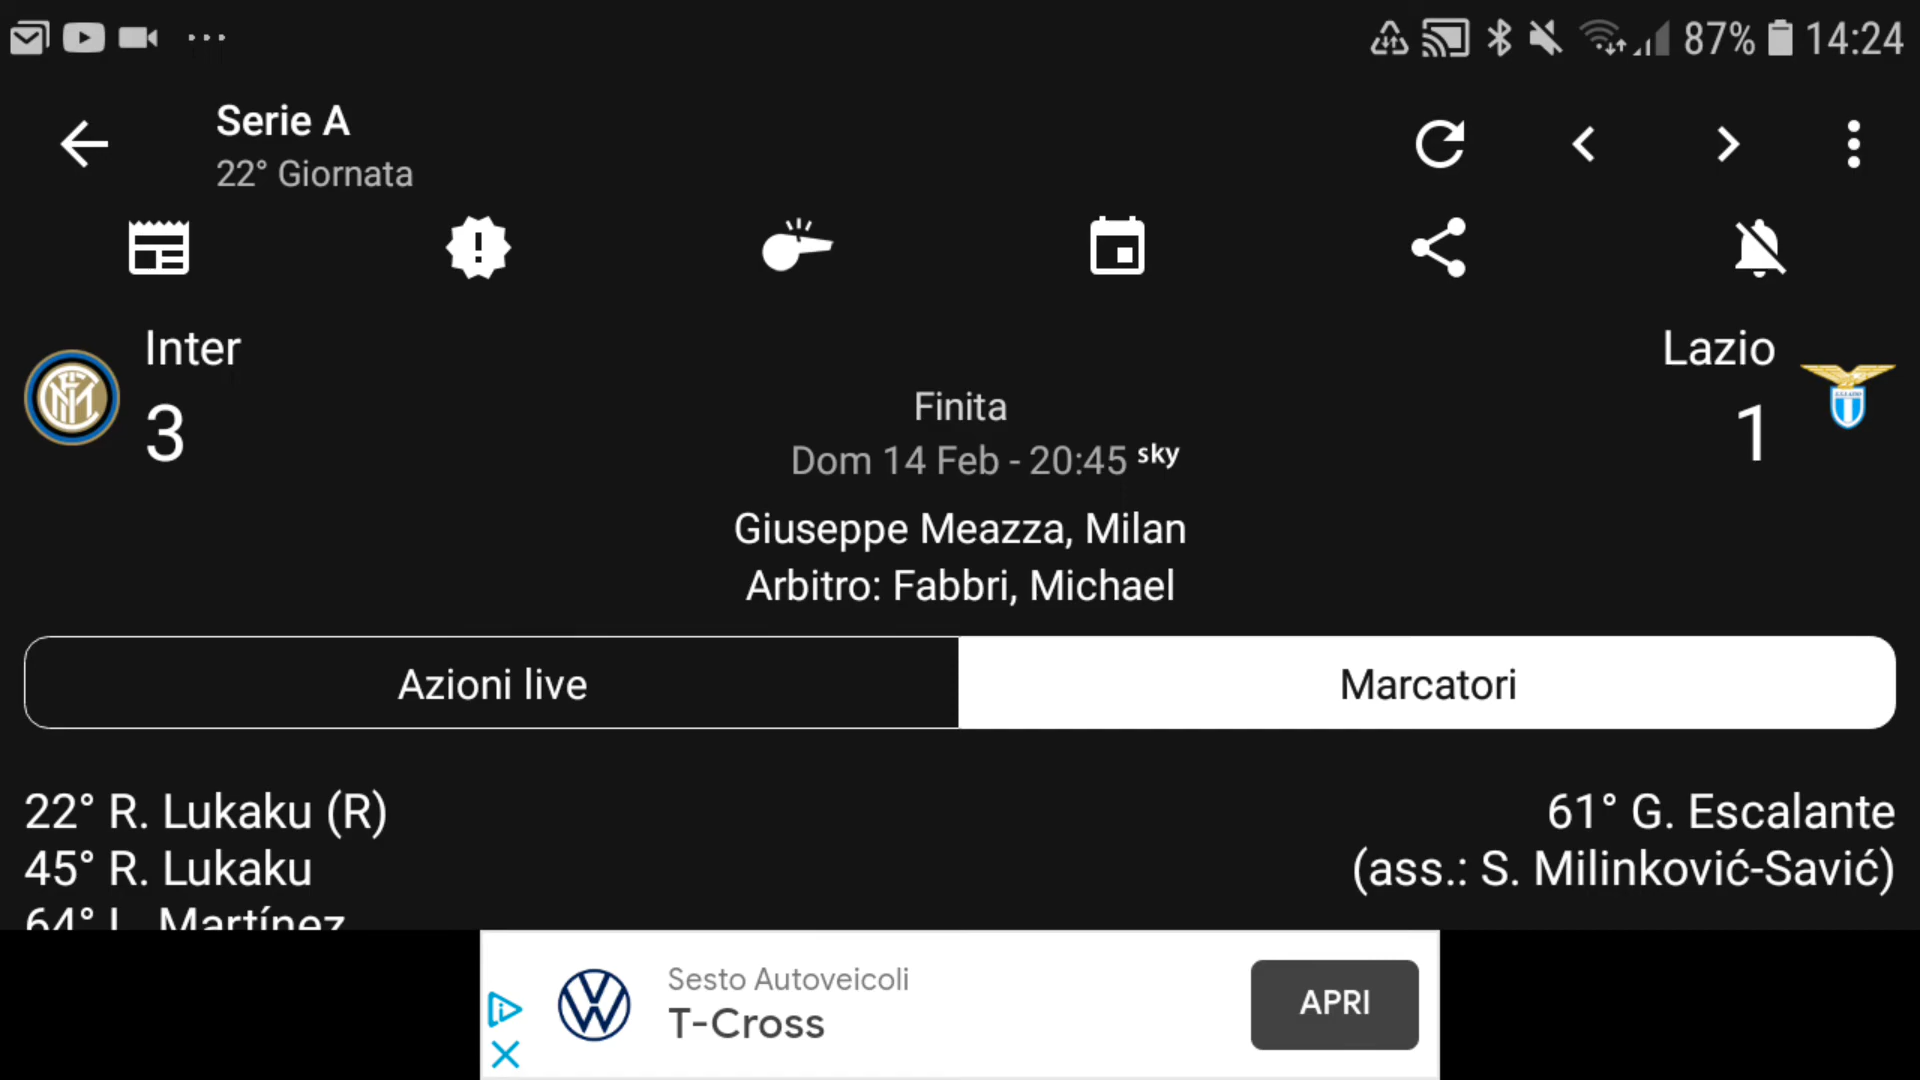 87% 14:24
Serie A
22° Giornata
Inter
Lazio
3
1
Finita
Dom 14 Feb - 20:45 sky
Giuseppe Meazza, Milan
Arbitro: Fabbri, Michael
Azioni live
Marcatori
22° R. Lukaku (R)
61° G. Escalante
45° R. Lukaku
(ass.: S. Milinković-Savić)
64° L. Martínez
Sesto Autoveicoli
T-Cross
APRI